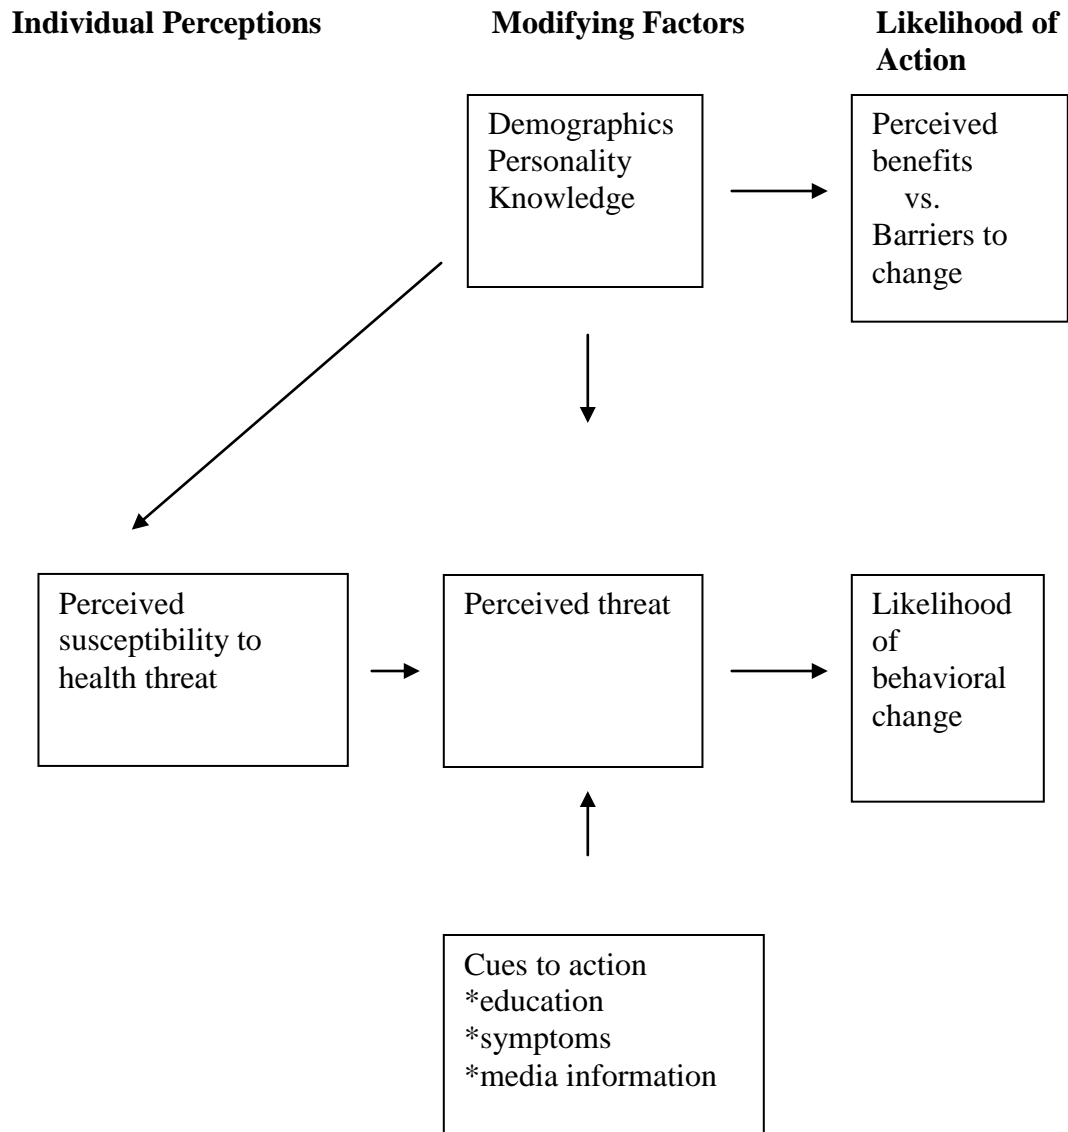 Individual Perceptions
Modifying Factors
Likelihood of
Action
Demographics
Personality
Knowledge
Perceived
benefits
vs.
Barriers to
change
Perceived
susceptibility to
health threat
Perceived threat
Likelihood
of
behavioral
change
Cues to action
*education
*symptoms
*media information